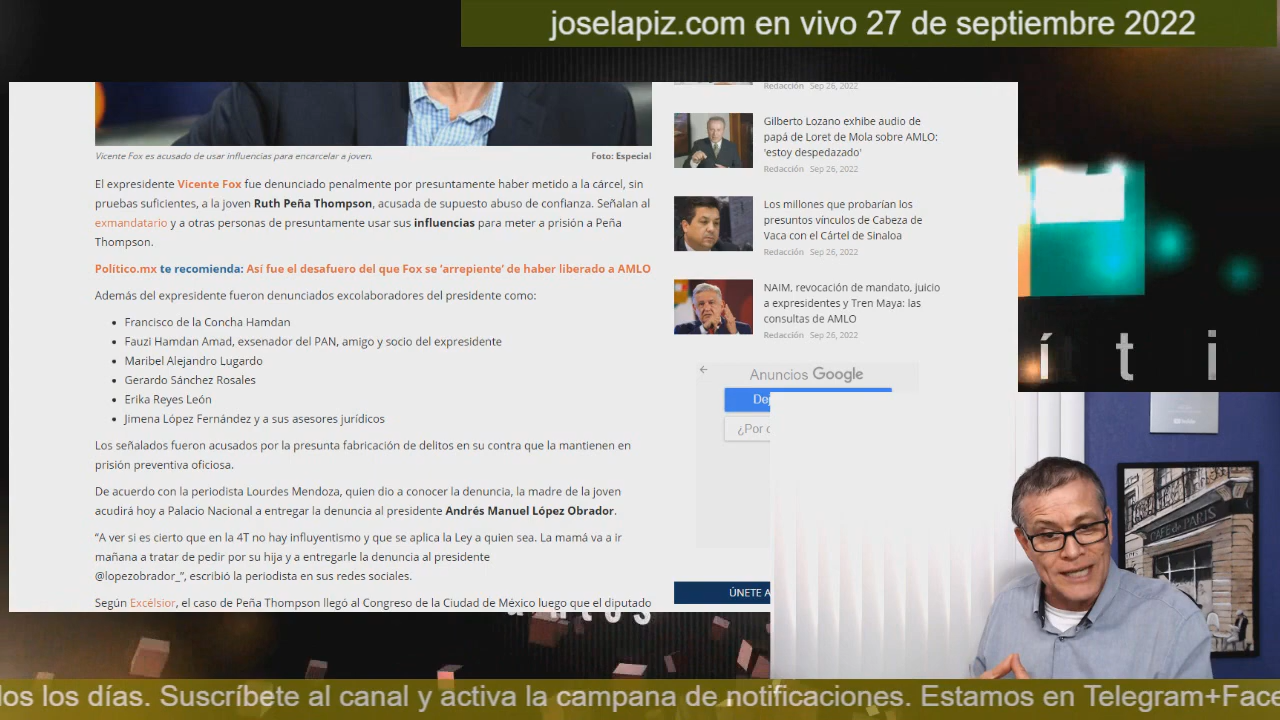 joselapiz.com en vivo 27 de septiembre 2022
Vicente Fox es acusado de usar influencias para encarcelar a joven.
Foto: Especial
El expresidente Vicente Fox fue denunciado penalmente por presuntamente haber metido a la cárcel, sin
pruebas suficientes, a la joven Ruth Peña Thompson, acusada de supuesto abuso de confianza. Señalan al
exmandatario y a otras personas de presuntamente usar sus influencias para meter a prisión a Peña
Thompson.
Político.mx te recomienda: Así fue el desafuero del que Fox se ‘arrepiente’ de haber liberado a AMLO
Además del expresidente fueron denunciados excolaboradores del presidente como:
• Francisco de la Concha Hamdan
• Fauzi Hamdan Amad, exsenador del PAN, amigo y socio del expresidente
• Maribel Alejandro Lugardo
• Gerardo Sánchez Rosales
• Erika Reyes León
• Jimena López Fernández y a sus asesores jurídicos
Los señalados fueron acusados por la presunta fabricación de delitos en su contra que la mantienen en
prisión preventiva oficiosa.
De acuerdo con la periodista Lourdes Mendoza, quien dio a conocer la denuncia, la madre de la joven
acudirá hoy a Palacio Nacional a entregar la denuncia al presidente Andrés Manuel López Obrador.
“A ver si es cierto que en la 4T no hay influyentismo y que se aplica la Ley a quien sea. La mamá va a ir
mañana a tratar de pedir por su hija y a entregarle la denuncia al presidente
@lopezobrador_”, escribió la periodista en sus redes sociales.
Según Excélsior, el caso de Peña Thompson llegó al Congreso de la Ciudad de México luego que el diputado
Redacción Sep 26, 2022
Gilberto Lozano exhibe audio de
papá de Loret de Mola sobre AMLO:
'estoy despedazado'
Redacción Sep 26, 2022
Los millones que probarían los
presuntos vínculos de Cabeza de
Vaca con el Cártel de Sinaloa
Redacción Sep 26, 2022
NAIM, revocación de mandato, juicio
a expresidentes y Tren Maya: las
consultas de AMLO
Redacción Sep 26, 2022
Anuncios Google
¿Por
ÚNETE A
í t i
CAFE de PARIS
los días. Suscríbete al canal y activa la campana de notificaciones. Estamos en Telegram+Face